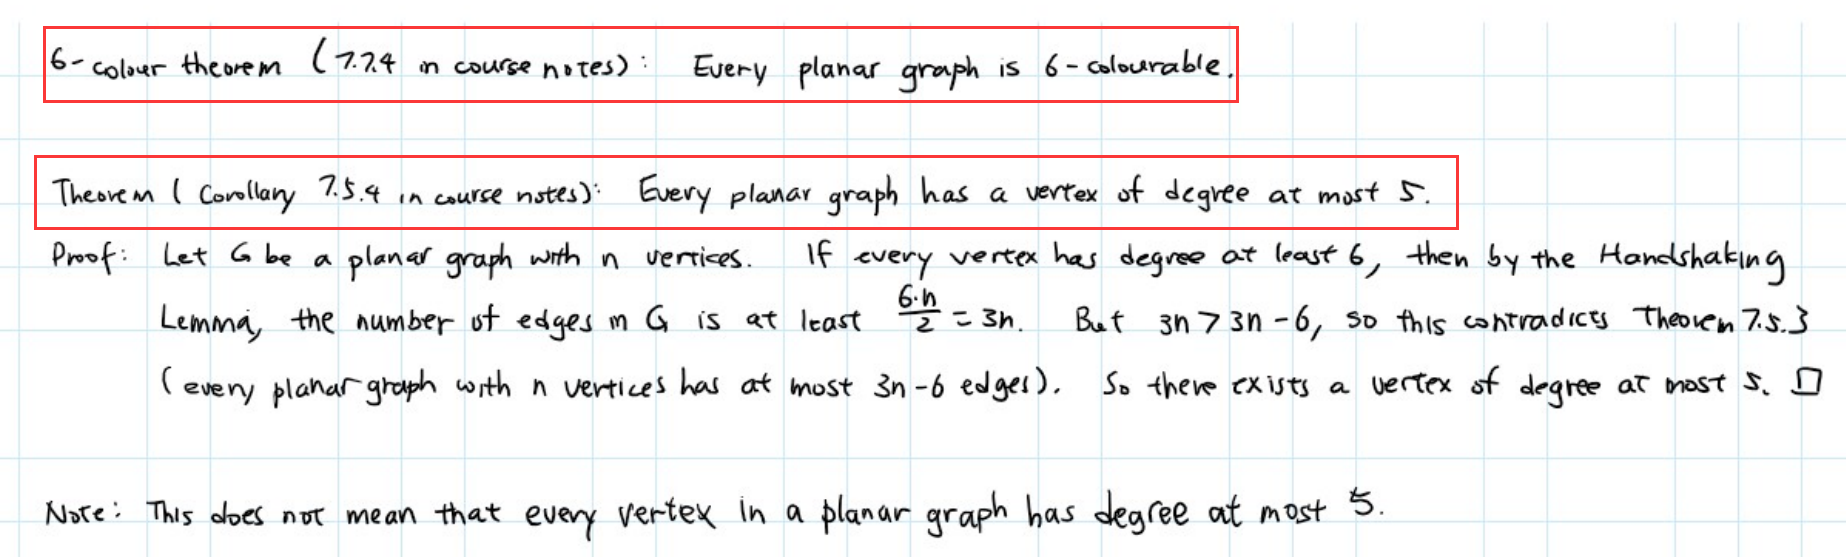 6-colour theorem (7.7.4 in course notes): Every planar graph is 6-colourable.
Theorem (Corollary 7.5.4 in course notes): Every planar graph has a vertex of degree at most 5.
Proof: Let G be a planar graph with n vertices. If every vertex has degree at least 6, then by the Handshaking
Lemma, the number of edges in G is at least 6·n/2 = 3n. But 3n > 3n-6, so this contradicts Theorem 7.5.3
(every planar graph with n vertices has at most 3n-6 edges). So there exists a vertex of degree at most 5. □
Note: This does not mean that every vertex in a planar graph has degree at most 5.